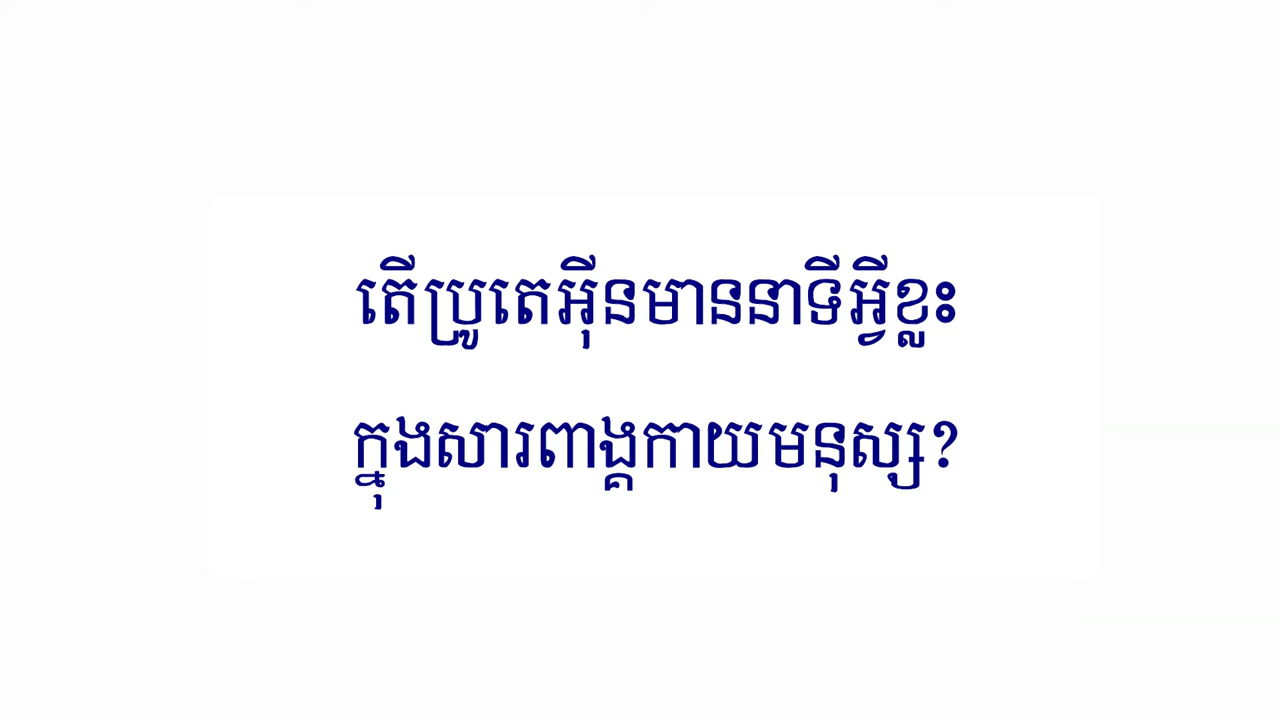 តើប្រូតេអ៊ីនមាននាទីអ្វីខ្លះ
ក្នុងសារពាង្គកាយមនុស្ស?